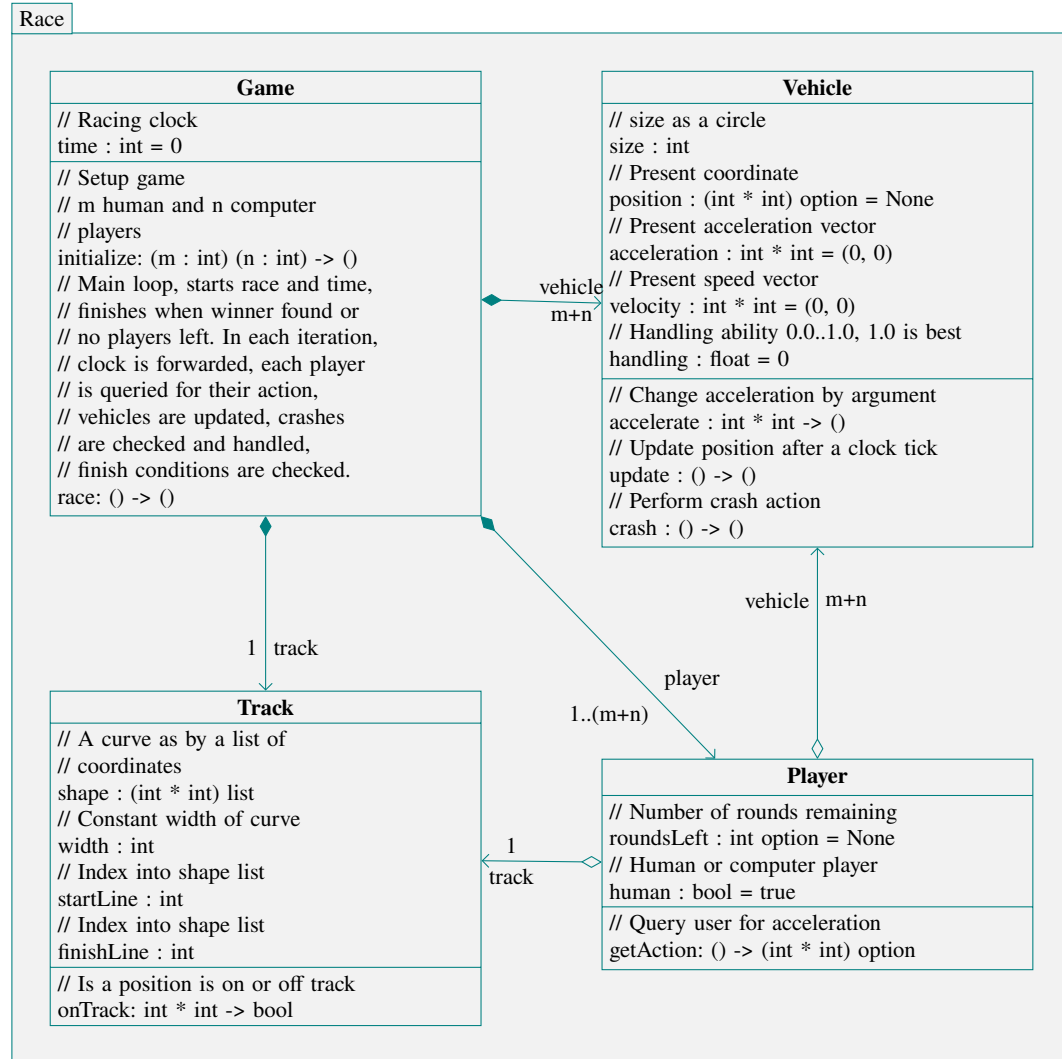 Race
Game
// Racing clock
time : int = 0
// Setup game
// m human and n computer
// players
initialize: (m : int) (n : int) -> ()
// Main loop, starts race and time,
// finishes when winner found or
// no players left. In each iteration,
// clock is forwarded, each player
// is queried for their action,
// vehicles are updated, crashes
// are checked and handled,
// finish conditions are checked.
race: () -> ()
vehicle
m+n
Vehicle
// size as a circle
size : int
// Present coordinate
position : (int * int) option = None
// Present acceleration vector
acceleration : int * int = (0, 0)
// Present speed vector
velocity : int * int = (0, 0)
// Handling ability 0.0..1.0, 1.0 is best
handling : float = 0
// Change acceleration by argument
accelerate : int * int -> ()
// Update position after a clock tick
update : () -> ()
// Perform crash action
crash : () -> ()
vehicle m+n
1 track
player
1..(m+n)
Track
// A curve as by a list of
// coordinates
shape : (int * int) list
// Constant width of curve
width : int
// Index into shape list
startLine : int
// Index into shape list
finishLine : int
// Is a position is on or off track
onTrack: int * int -> bool
1
track
Player
// Number of rounds remaining
roundsLeft : int option = None
// Human or computer player
human : bool = true
// Query user for acceleration
getAction: () -> (int * int) option